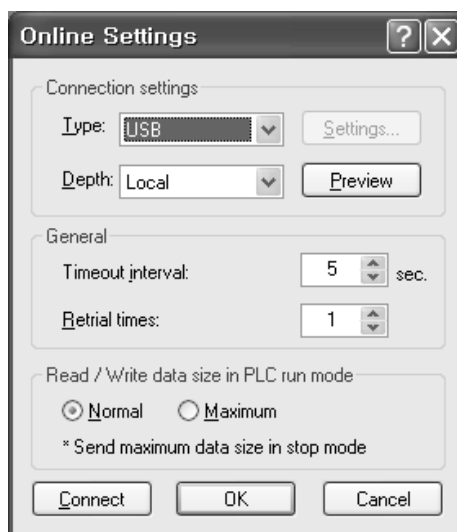 Online Settings
Connection settings
Type: USB Settings...
Depth: Local Preview
General
Timeout interval: 5 sec.
Retrial times: 1
Read / Write data size in PLC run mode
Normal Maximum
* Send maximum data size in stop mode
Connect OK Cancel